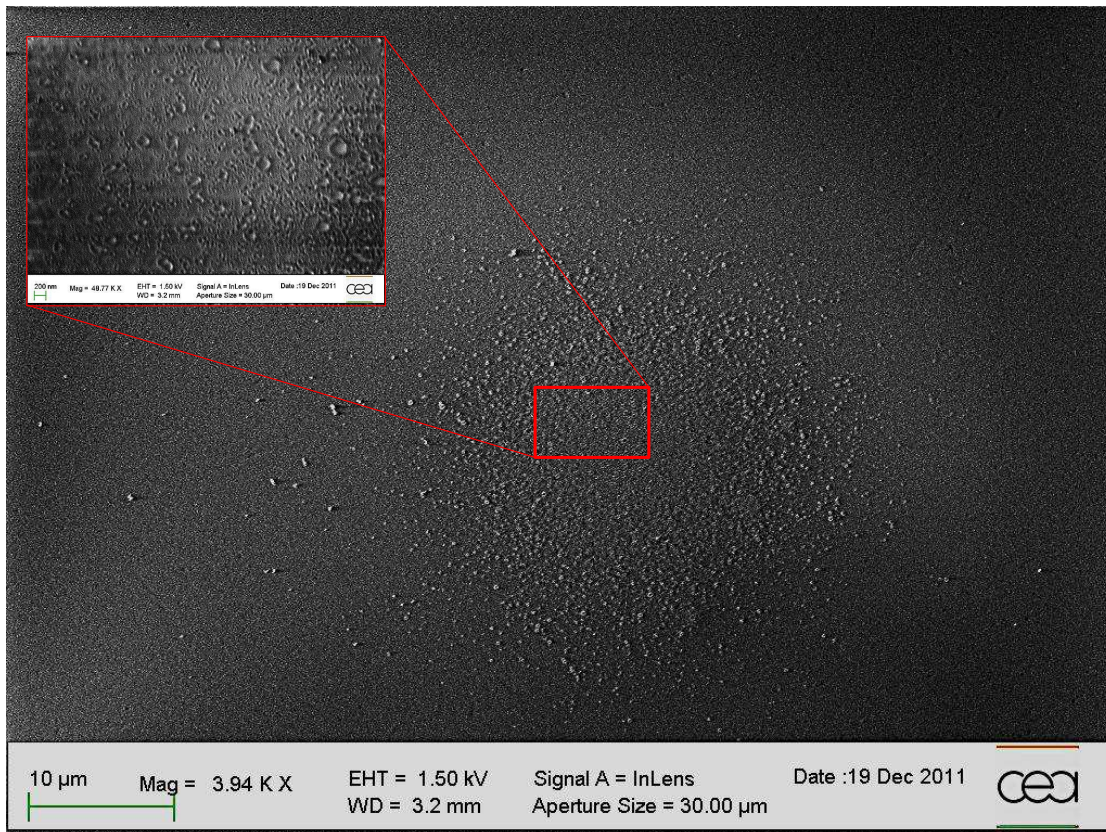 200 nm Mag = 48.77 K X EHT = 1.50 kV Signal A = InLens Date :19 Dec 2011 cea
WD = 3.2 mm Aperture Size = 30.00 µm
10 µm Mag = 3.94 K X EHT = 1.50 kV Signal A = InLens Date :19 Dec 2011 cea
WD = 3.2 mm Aperture Size = 30.00 µm